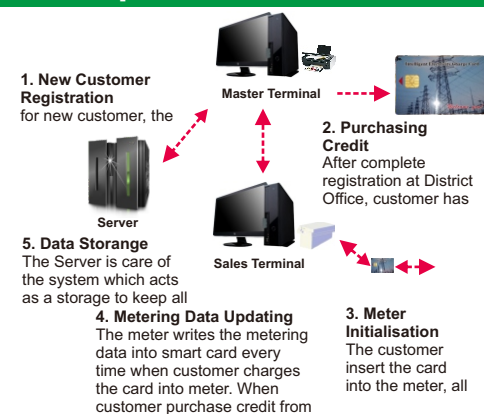 1. New Customer
Registration
for new customer, the
Master Terminal
2. Purchasing
Credit
After complete
registration at District
Office, customer has
Server
5. Data Storange
The Server is care of
the system which acts
as a storage to keep all
Sales Terminal
4. Metering Data Updating
The meter writes the metering
data into smart card every
time when customer charges
the card into meter. When
customer purchase credit from
3. Meter
Initialisation
The customer
insert the card
into the meter, all